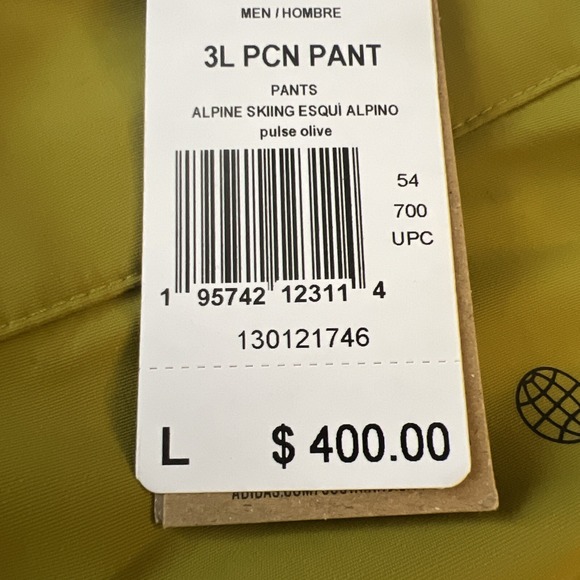 MEN / HOMBRE
3L PCN PANT
PANTS
ALPINE SKIING ESQUÌ ALPINO
pulse olive
54
700
UPC
1 95742 12311 4
130121746
L $ 400.00